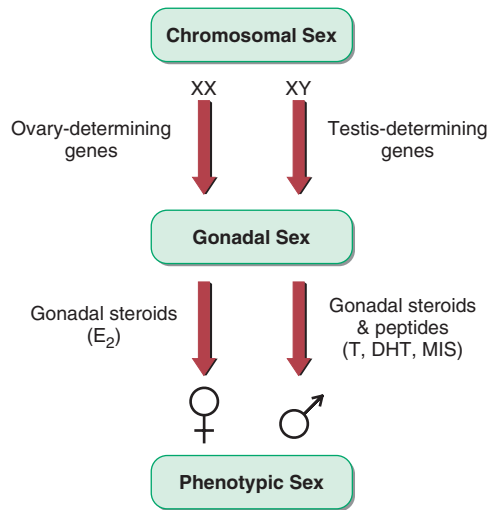 Chromosomal Sex
XX
XY
Ovary-determining
genes
Testis-determining
genes
Gonadal Sex
Gonadal steroids
(E₂)
Gonadal steroids
& peptides
(T, DHT, MIS)
Phenotypic Sex